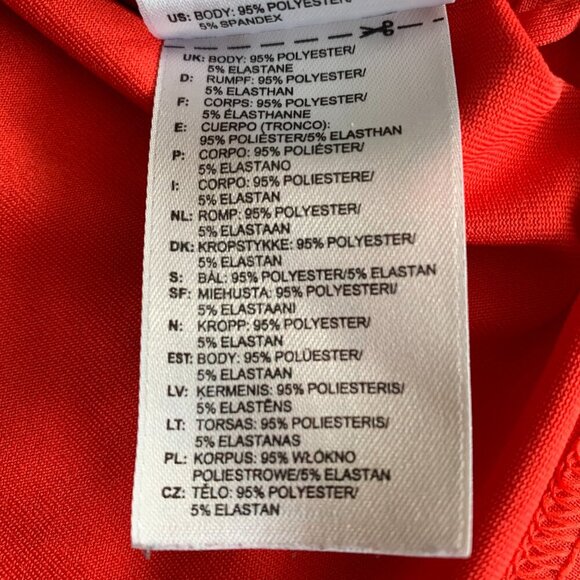 US: BODY: 95% POLYESTER/
5% SPANDEX
UK: BODY: 95% POLYESTER/
5% ELASTANE
D: RUMPF: 95% POLYESTER/
5% ELASTHAN
F: CORPS: 95% POLYESTER/
5% ÉLASTHANNE
E: CUERPO (TRONCO):
95% POLIÉSTER/5% ELASTHAN
P: CORPO: 95% POLIÉSTER/
5% ELASTANO
I: CORPO: 95% POLIESTERE/
5% ELASTAN
NL: ROMP: 95% POLYESTER/
5% ELASTAAN
DK: KROPSTYKKE: 95% POLYESTER/
5% ELASTAN
S: BÅL: 95% POLYESTER/5% ELASTAN
SF: MIEHUSTA: 95% POLYESTERI/
5% ELASTAANI
N: KROPP: 95% POLYESTER/
5% ELASTAN
EST: BODY: 95% POLÜESTER/
5% ELASTAAN
LV: KERMENIS: 95% POLIESTERIS/
5% ELASTĒNS
LT: TORSAS: 95% POLIESTERIS/
5% ELASTANAS
PL: KORPUS: 95% WŁÓKNO
POLIESTROWE/5% ELASTAN
CZ: TĚLO: 95% POLYESTER/
5% ELASTAN